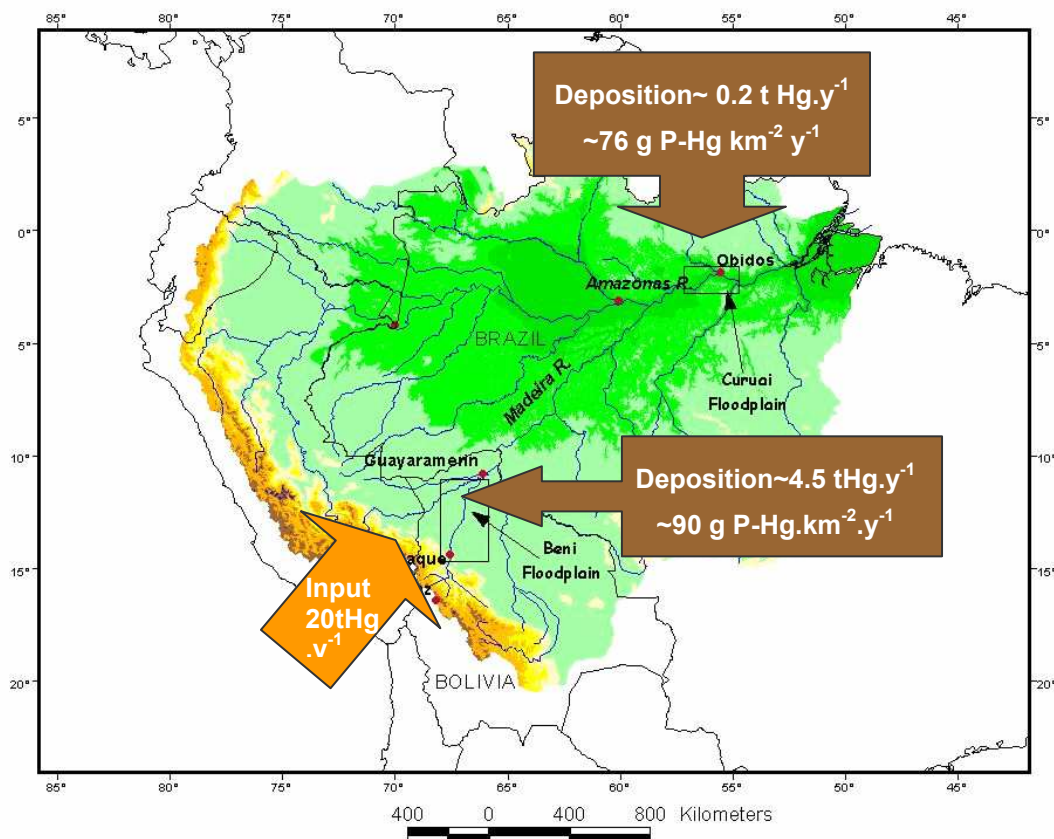 85° 80° 75° 70° 65° 60° 55° 50° 45°
Deposition~ 0.2 t Hg.y-1
~76 g P-Hg km-2 y-1
5° 5°
0° 0°
Obidos
Amazonas R.
BRAZIL
5° 5°
Curuai
Floodplain
Madeira R.
10° 10°
Guayaramerin
Deposition~4.5 tHg.y-1
~90 g P-Hg.km-2.y-1
Beni
Floodplain
15° 15°
aque
z
Input
20tHg
.y-1
BOLIVIA
20° 20°
85° 80° 75° 70° 65° 60° 55° 50° 45°
400 0 400 800 Kilometers